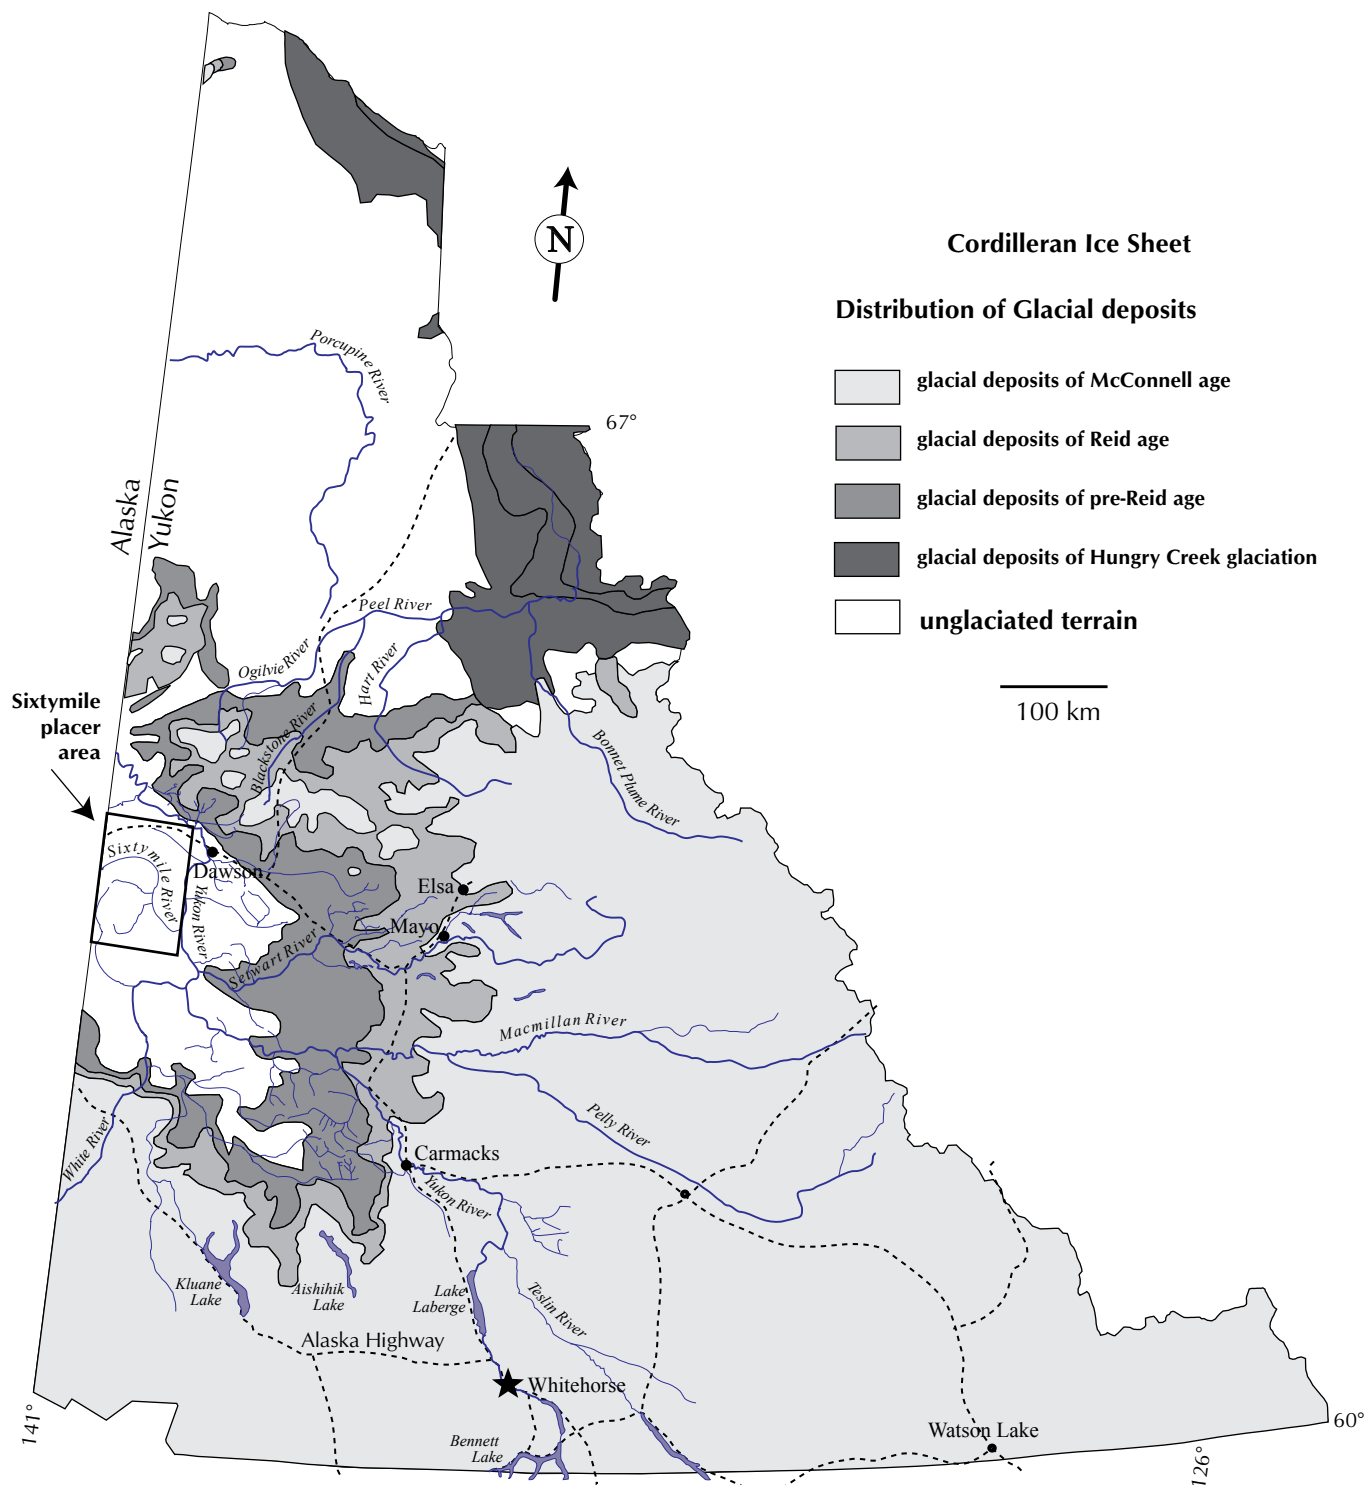 N
Cordilleran Ice Sheet
Distribution of Glacial deposits
glacial deposits of McConnell age
glacial deposits of Reid age
glacial deposits of pre-Reid age
glacial deposits of Hungry Creek glaciation
unglaciated terrain
100 km
67°
Porcupine River
Alaska
Yukon
Peel River
Ogilvie River
Hart River
Blackstone River
Bonnet Plume River
Sixtymile
placer
area
Sixtymile River
Dawson
Yukon River
Elsa
Mayo
Setwart River
Macmillan River
Pelly River
White River
Carmacks
Yukon River
Kluane
Lake
Aishihik
Lake
Lake
Laberge
Teslin River
Alaska Highway
Whitehorse
Bennett
Lake
Watson Lake
141°
60°
126°